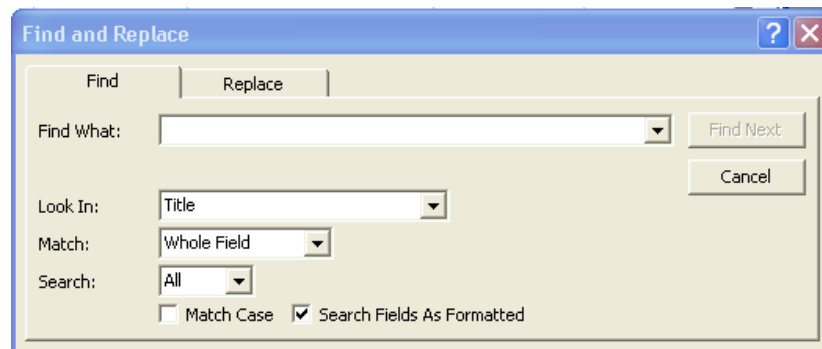 Find and Replace
Find Replace
Find What: Find Next
Cancel
Look In: Title
Match: Whole Field
Search: All
Match Case Search Fields As Formatted